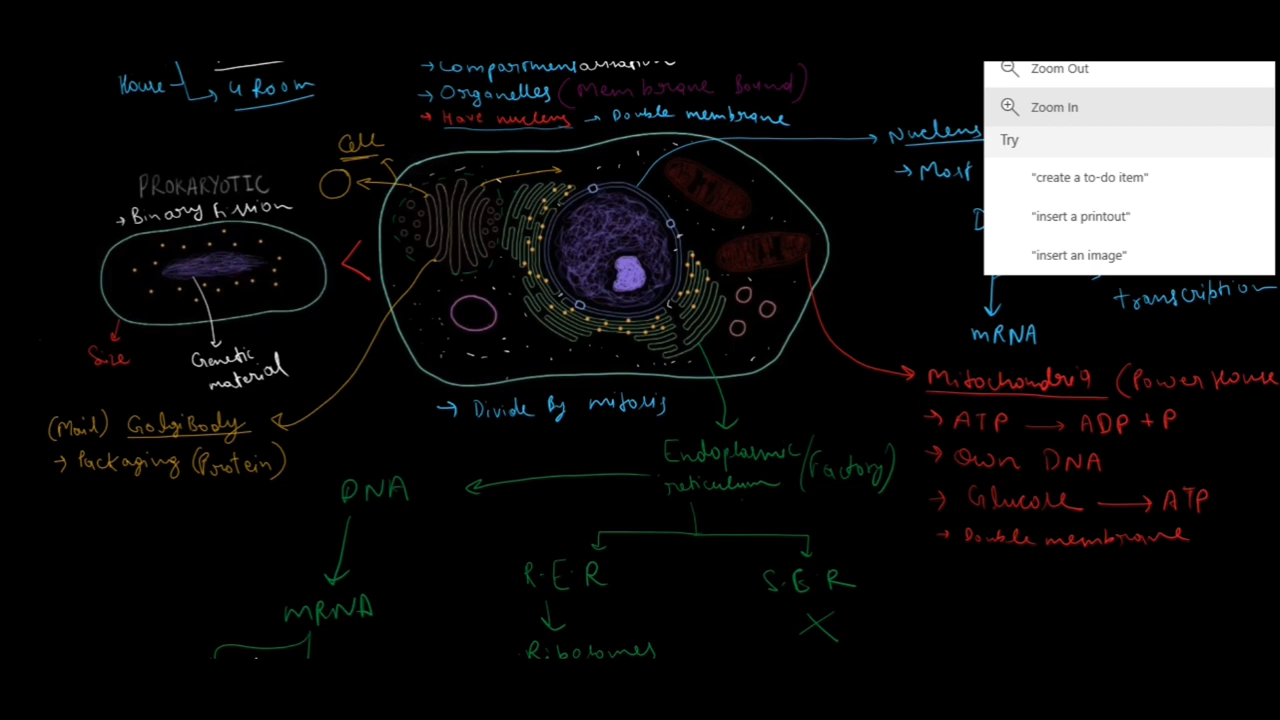 House
4 Room
→ Compartmentalisation
→ Organelles (Membrane Bound)
→ Have nucleus → Double membrane
Cell
PROKARYOTIC
→ Binary Fission
Size
Genetic
material
Nucleus
→ Most
Zoom Out
Zoom In
Try
"create a to-do item"
"insert a printout"
"insert an image"
transcription
mRNA
→ Divide By mitosis
(Mail) Golgi Body
→ Packaging (Protein)
Endoplasmic
reticulum (Factory)
DNA
mRNA
R.E.R
S.E.R
X
Ribosomes
Mitochondria (Power House
→ ATP → ADP + P
→ Own DNA
→ Glucose → ATP
→ Double membrane